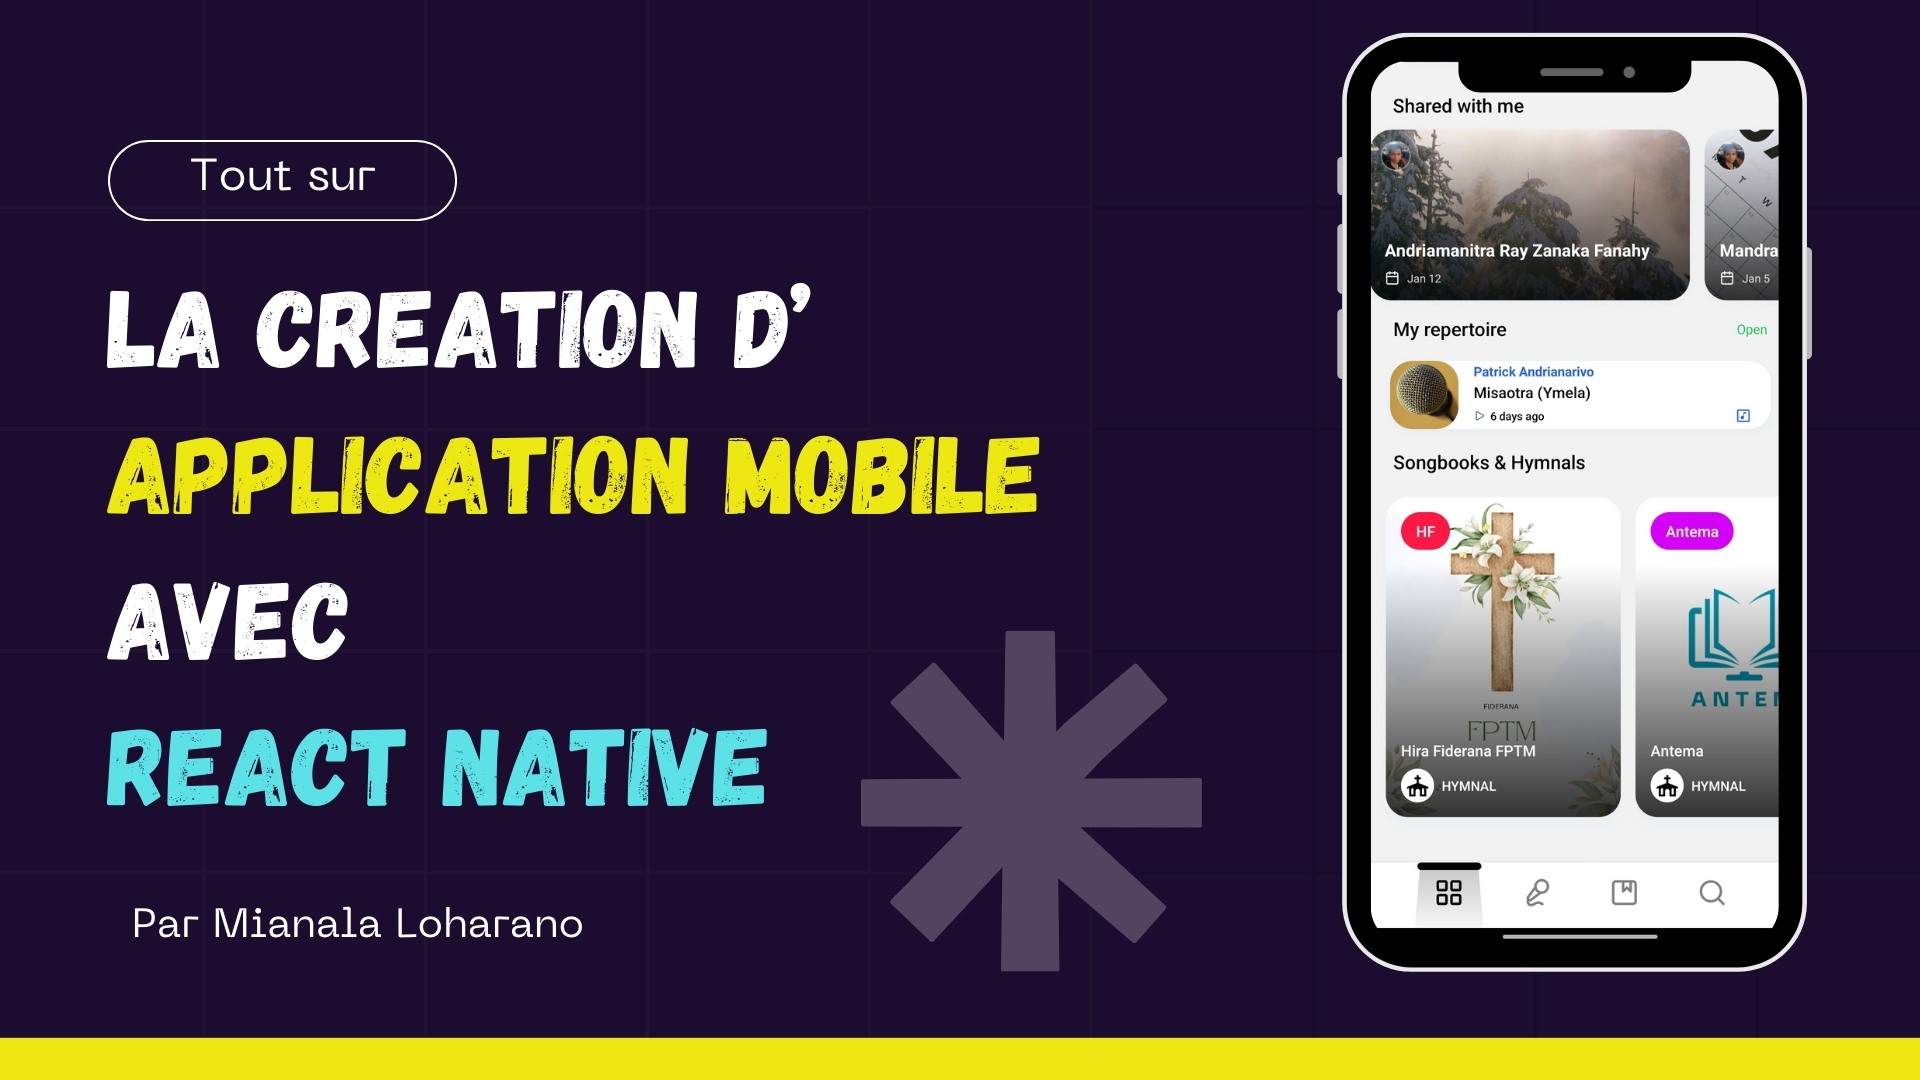 Tout sur
LA CREATION D'
APPLICATION MOBILE
AVEC
REACT NATIVE
Par Mianala Loharano
Shared with me
Andriamanitra Ray Zanaka Fanahy
Jan 12
Mandra
Jan 5
T
W
My repertoire
Open
Patrick Andrianarivo
Misaotra (Ymela)
6 days ago
Songbooks & Hymnals
HF
FIDERANA
FPTM
Hira Fiderana FPTM
HYMNAL
Antema
ANTE
Antema
HYMNAL